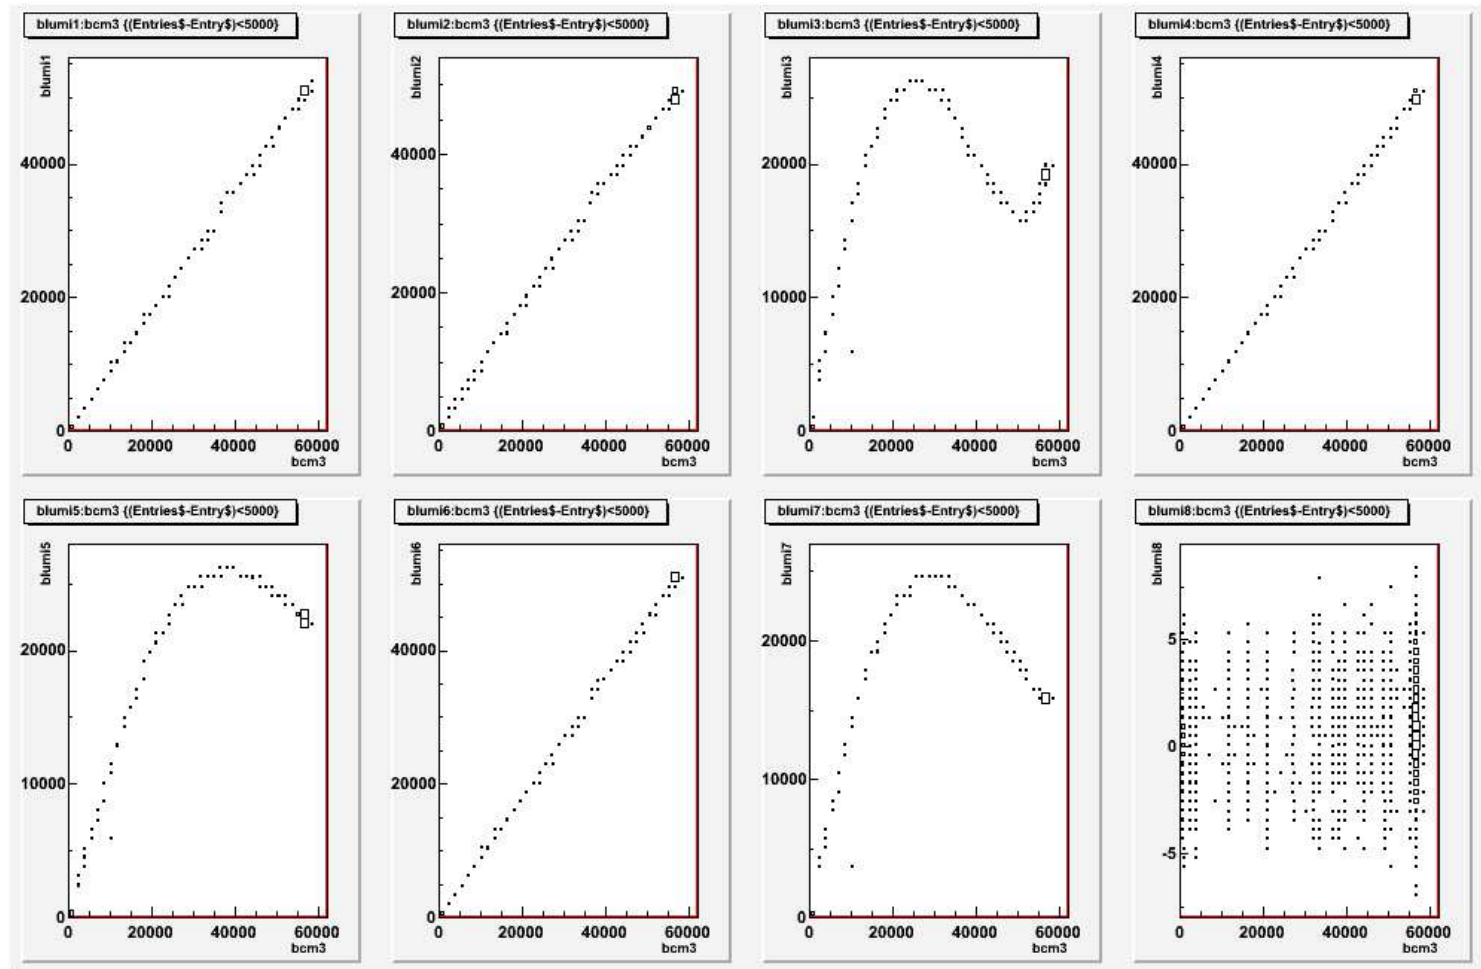 blumi1:bcm3 {(Entries$-Entry$)<5000}
blumi1
40000
20000
0
0 20000 40000 60000
bcm3
blumi2:bcm3 {(Entries$-Entry$)<5000}
blumi2
40000
20000
0
0 20000 40000 60000
bcm3
blumi3:bcm3 {(Entries$-Entry$)<5000}
blumi3
20000
10000
0
0 20000 40000 60000
bcm3
blumi4:bcm3 {(Entries$-Entry$)<5000}
blumi4
40000
20000
0
0 20000 40000 60000
bcm3
blumi5:bcm3 {(Entries$-Entry$)<5000}
blumi5
20000
10000
0
0 20000 40000 60000
bcm3
blumi6:bcm3 {(Entries$-Entry$)<5000}
blumi6
40000
20000
0
0 20000 40000 60000
bcm3
blumi7:bcm3 {(Entries$-Entry$)<5000}
blumi7
20000
10000
0
0 20000 40000 60000
bcm3
blumi8:bcm3 {(Entries$-Entry$)<5000}
blumi8
5
0
-5
0 20000 40000 60000
bcm3